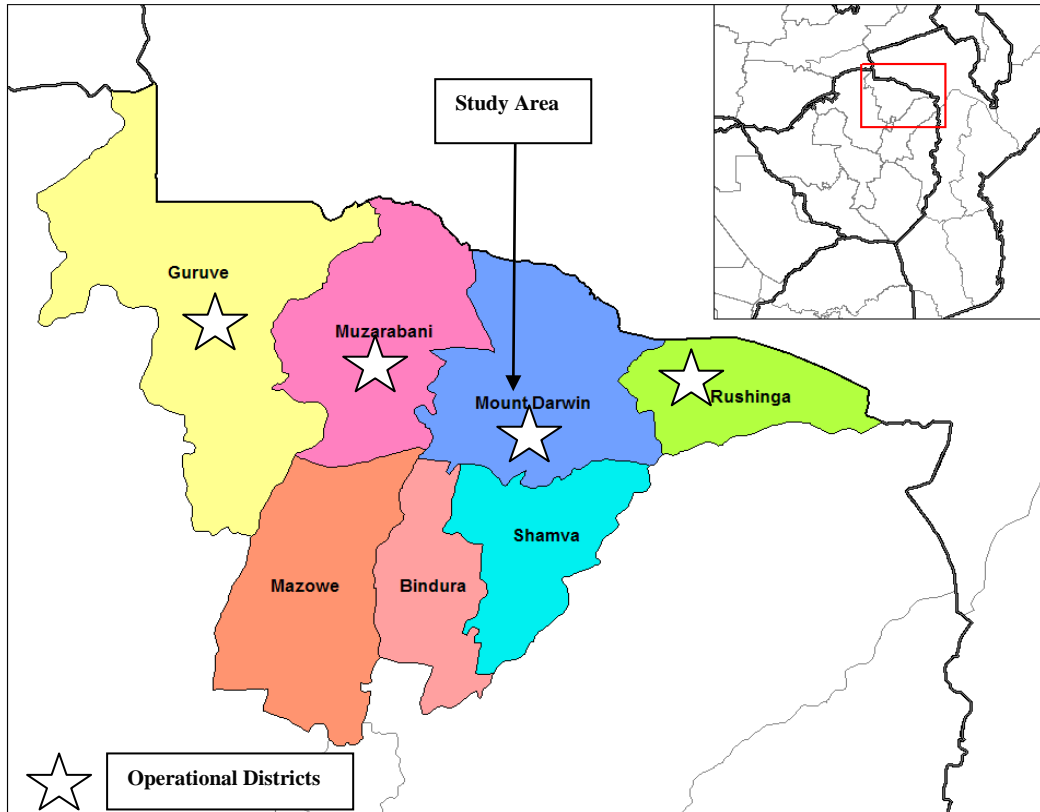 Study Area
Guruve
Muzarabani
Mount Darwin
Rushinga
Shamva
Mazowe
Bindura
Operational Districts